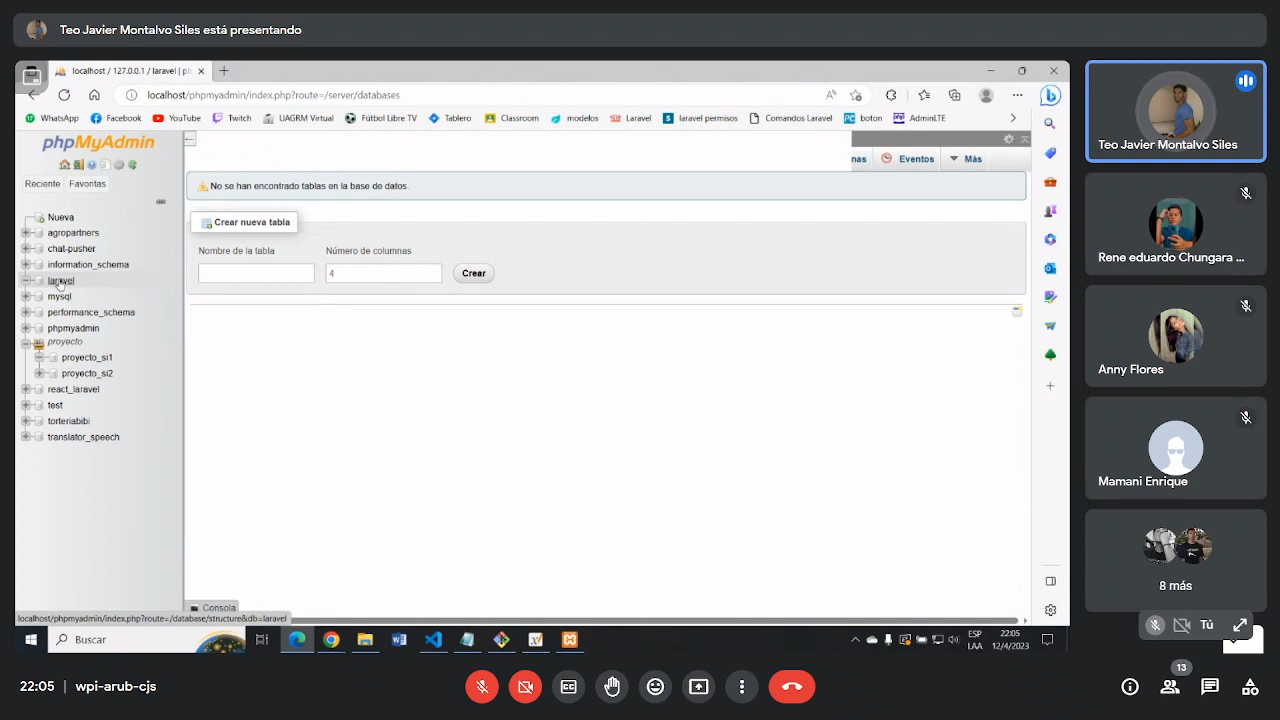 Teo Javier Montalvo Siles está presentando
localhost / 127.0.0.1 / laravel | ph
localhost/phpmyadmin/index.php?route=/server/databases
WhatsApp
Facebook
YouTube
Twitch
UAGRM Virtual
Fútbol Libre TV
Tablero
Classroom
modelos
Laravel
laravel permisos
Comandos Laravel
boton
AdminLTE
phpMyAdmin
Reciente
Favoritas
Nueva
agropartners
chat-pusher
information_schema
laravel
mysql
performance_schema
phpmyadmin
proyecto
proyecto_si1
proyecto_si2
react_laravel
test
torteriabibi
translator_speech
nas
Eventos
Más
No se han encontrado tablas en la base de datos.
Crear nueva tabla
Nombre de la tabla
Número de columnas
4
Crear
Consola
localhost/phpmyadmin/index.php?route=/database/structure&db=laravel
Buscar
ESP
LAA
22:05
12/4/2023
Teo Javier Montalvo Siles
Rene eduardo Chungara ...
Anny Flores
Mamani Enrique
8 más
Tú
22:05 | wpi-arub-cjs
13